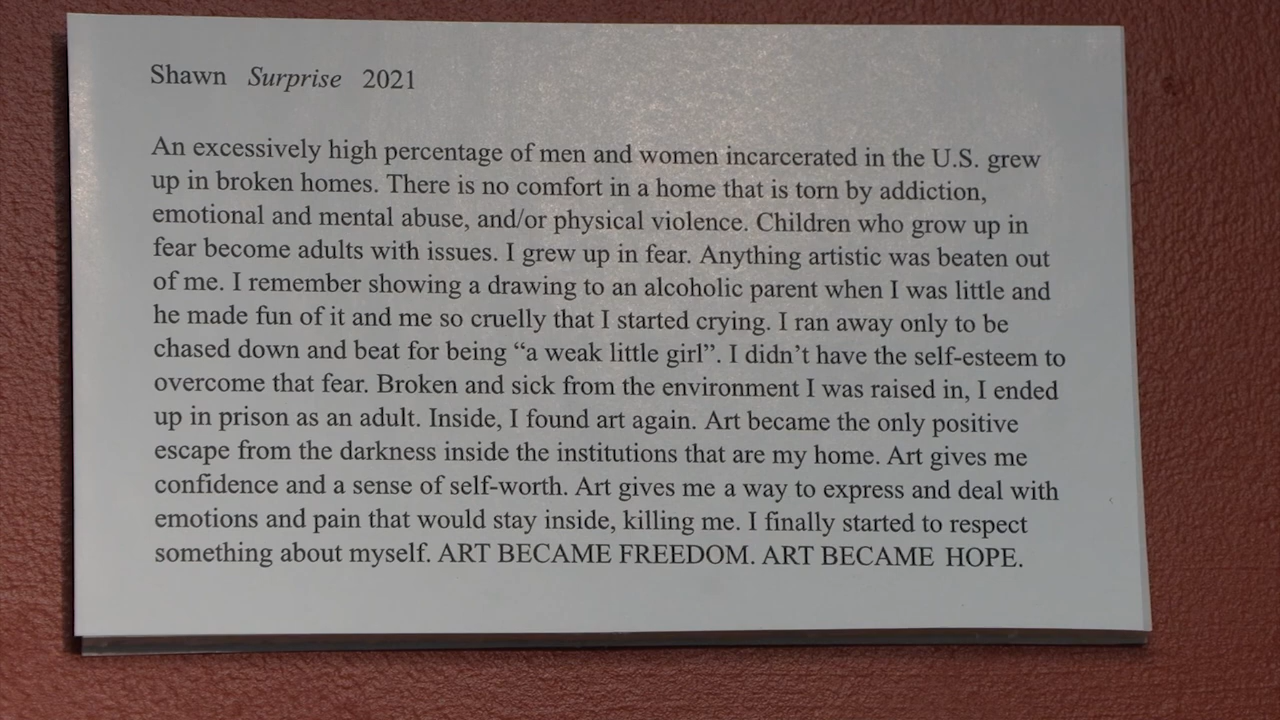 Shawn Surprise 2021
An excessively high percentage of men and women incarcerated in the U.S. grew
up in broken homes. There is no comfort in a home that is torn by addiction,
emotional and mental abuse, and/or physical violence. Children who grow up in
fear become adults with issues. I grew up in fear. Anything artistic was beaten out
of me. I remember showing a drawing to an alcoholic parent when I was little and
he made fun of it and me so cruelly that I started crying. I ran away only to be
chased down and beat for being “a weak little girl”. I didn’t have the self-esteem to
overcome that fear. Broken and sick from the environment I was raised in, I ended
up in prison as an adult. Inside, I found art again. Art became the only positive
escape from the darkness inside the institutions that are my home. Art gives me
confidence and a sense of self-worth. Art gives me a way to express and deal with
emotions and pain that would stay inside, killing me. I finally started to respect
something about myself. ART BECAME FREEDOM. ART BECAME HOPE.